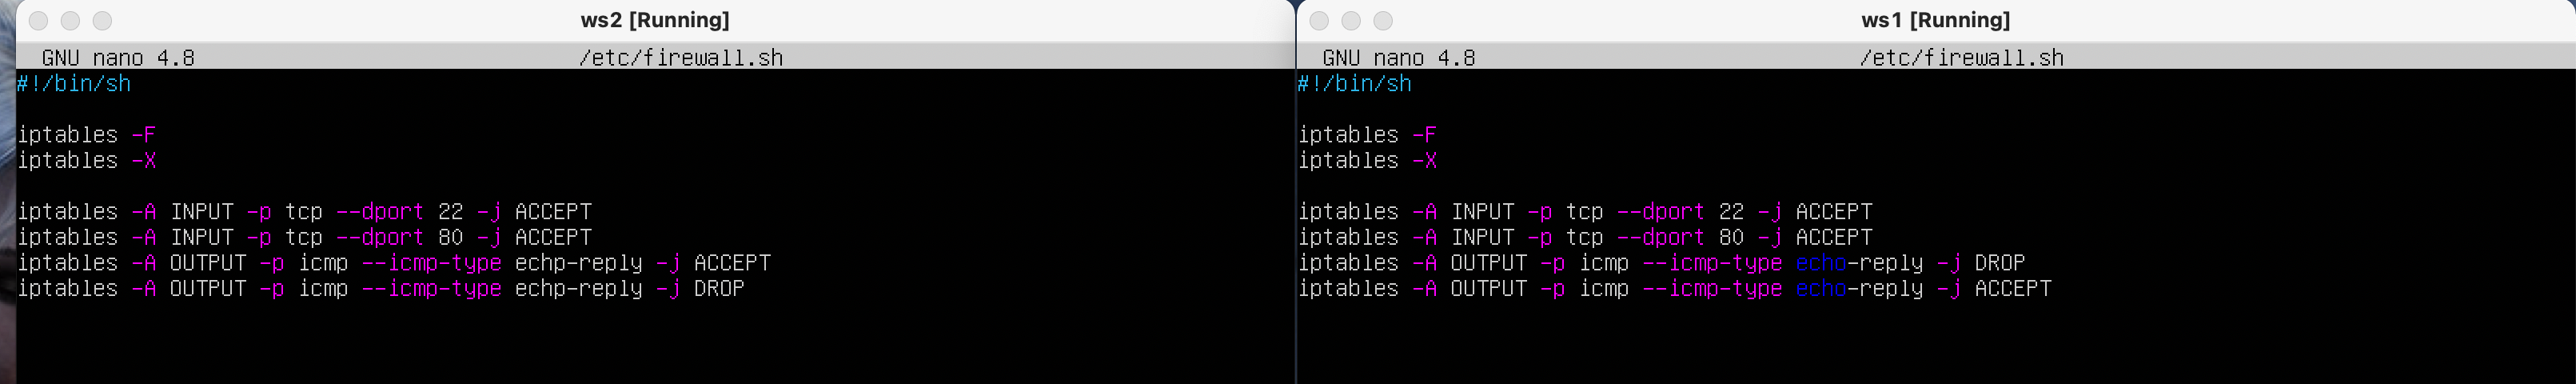 ws2 [Running]
GNU nano 4.8 /etc/firewall.sh
#!/bin/sh
iptables -F
iptables -X
iptables -A INPUT -p tcp --dport 22 -j ACCEPT
iptables -A INPUT -p tcp --dport 80 -j ACCEPT
iptables -A OUTPUT -p icmp --icmp-type echp-reply -j ACCEPT
iptables -A OUTPUT -p icmp --icmp-type echp-reply -j DROP
ws1 [Running]
GNU nano 4.8 /etc/firewall.sh
#!/bin/sh
iptables -F
iptables -X
iptables -A INPUT -p tcp --dport 22 -j ACCEPT
iptables -A INPUT -p tcp --dport 80 -j ACCEPT
iptables -A OUTPUT -p icmp --icmp-type echo-reply -j DROP
iptables -A OUTPUT -p icmp --icmp-type echo-reply -j ACCEPT